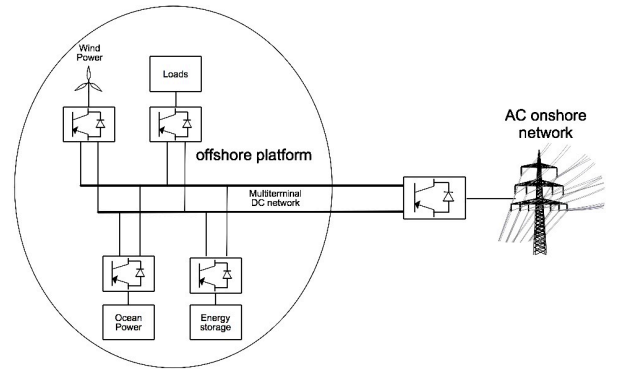 Wind
Power
Loads
AC onshore
network
offshore platform
Multiterminal
DC network
Ocean
Power
Energy
storage